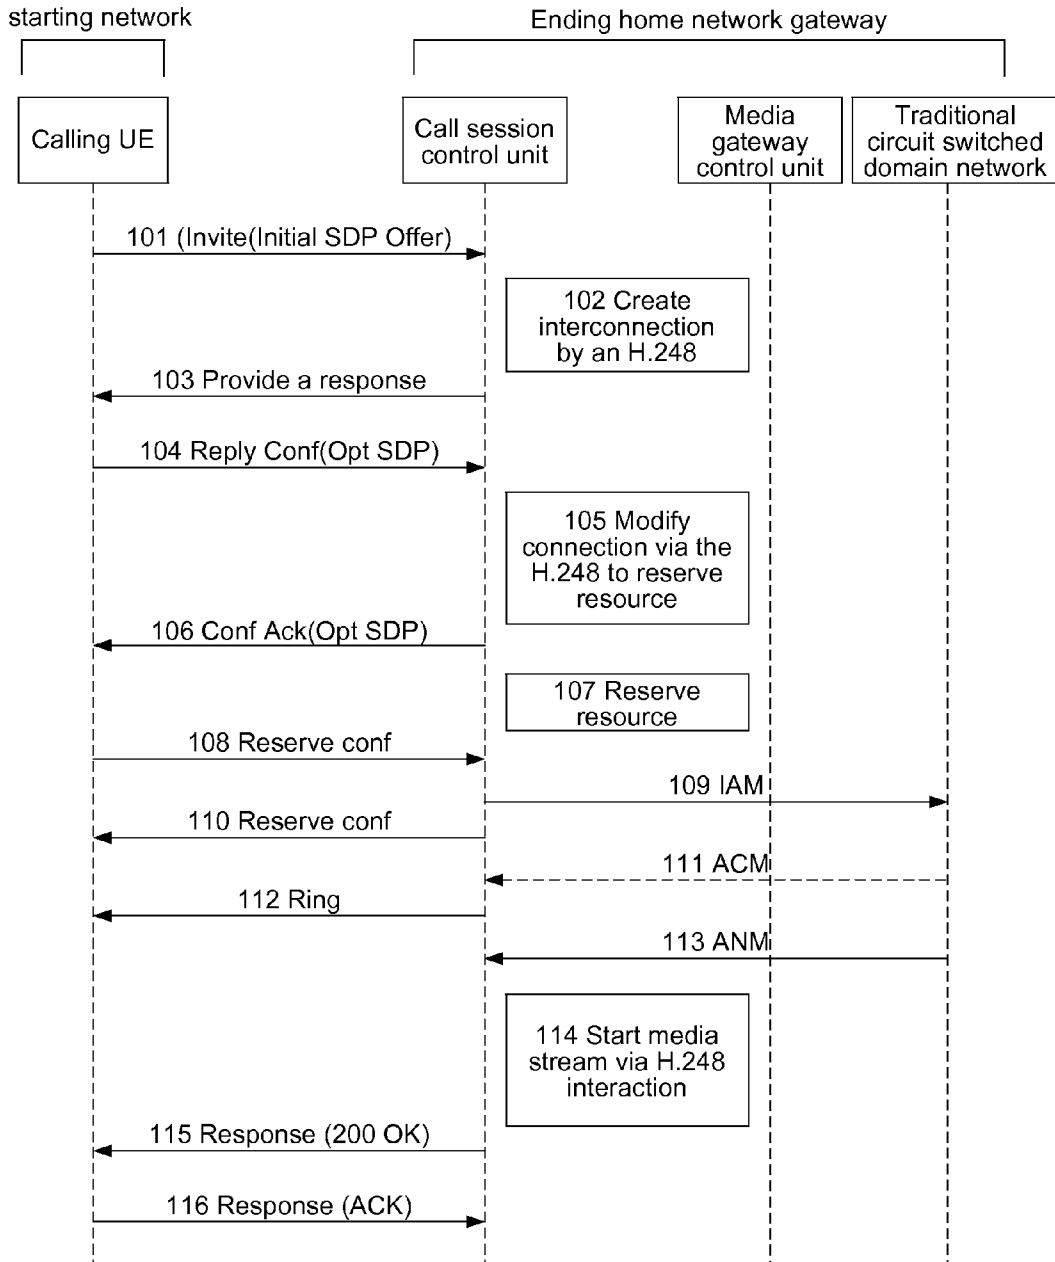 starting network
Ending home network gateway
Calling UE
Call session
control unit
Media
gateway
control unit
Traditional
circuit switched
domain network
101 (Invite(Initial SDP Offer)
102 Create
interconnection
by an H.248
103 Provide a response
104 Reply Conf(Opt SDP)
105 Modify
connection via the
H.248 to reserve
resource
106 Conf Ack(Opt SDP)
107 Reserve
resource
108 Reserve conf
109 IAM
110 Reserve conf
111 ACM
112 Ring
113 ANM
114 Start media
stream via H.248
interaction
115 Response (200 OK)
116 Response (ACK)